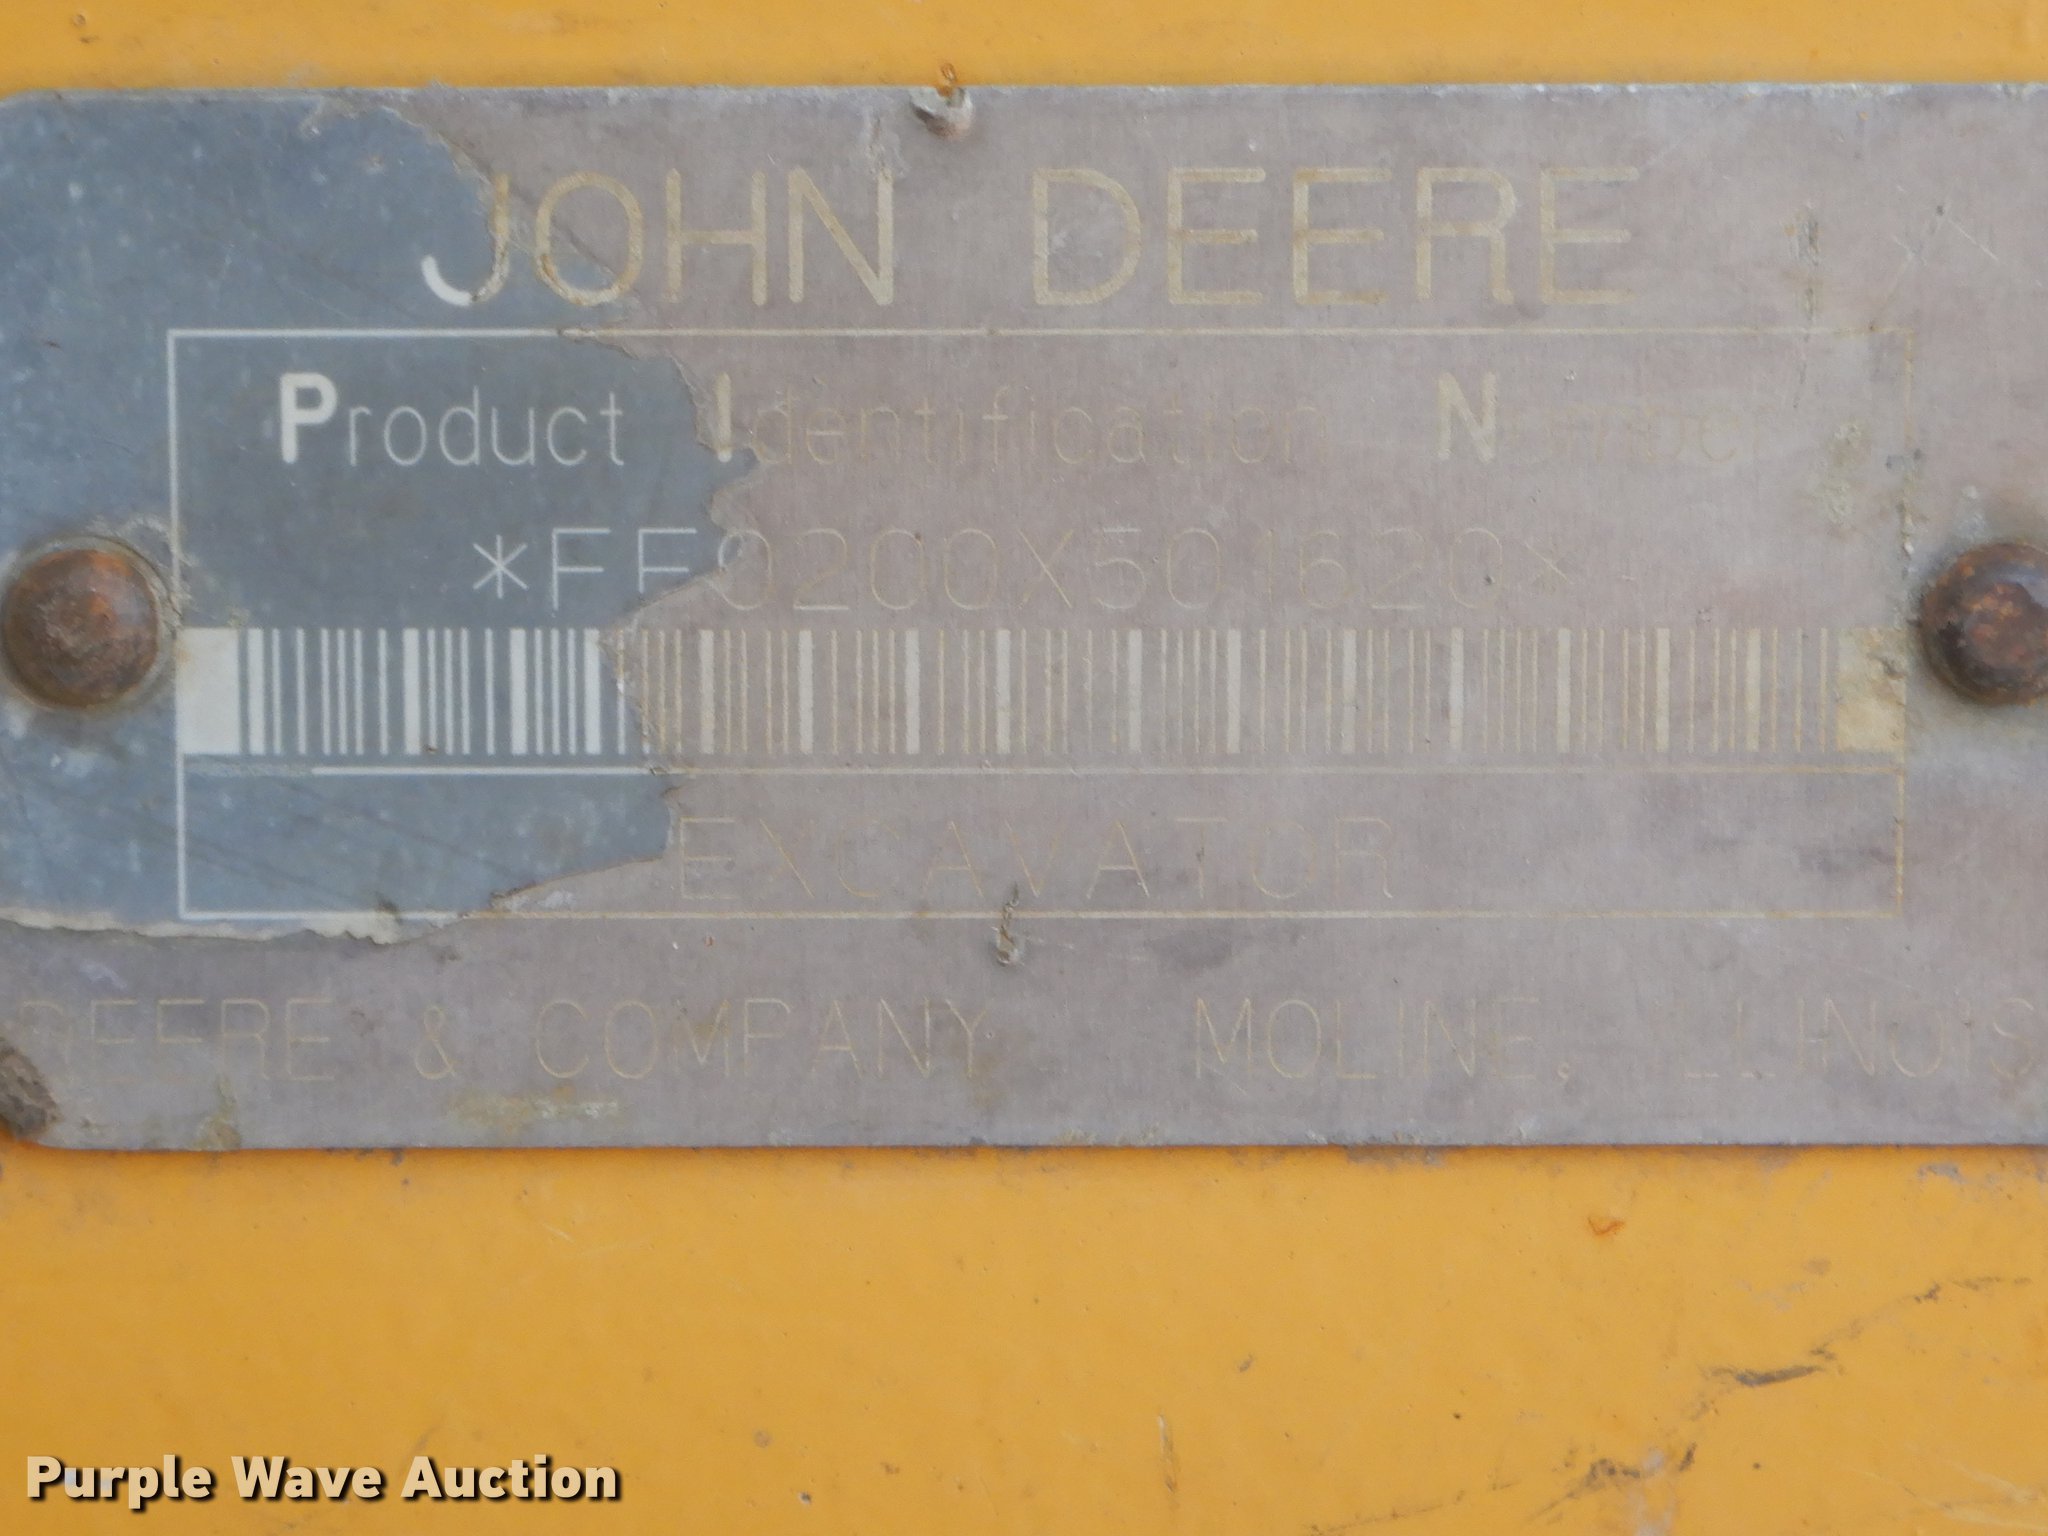 JOHN DEERE
Product Identification Number
*FF0200X501620*
EXCAVATOR
DEERE & COMPANY MOLINE, ILLINOIS
Purple Wave Auction